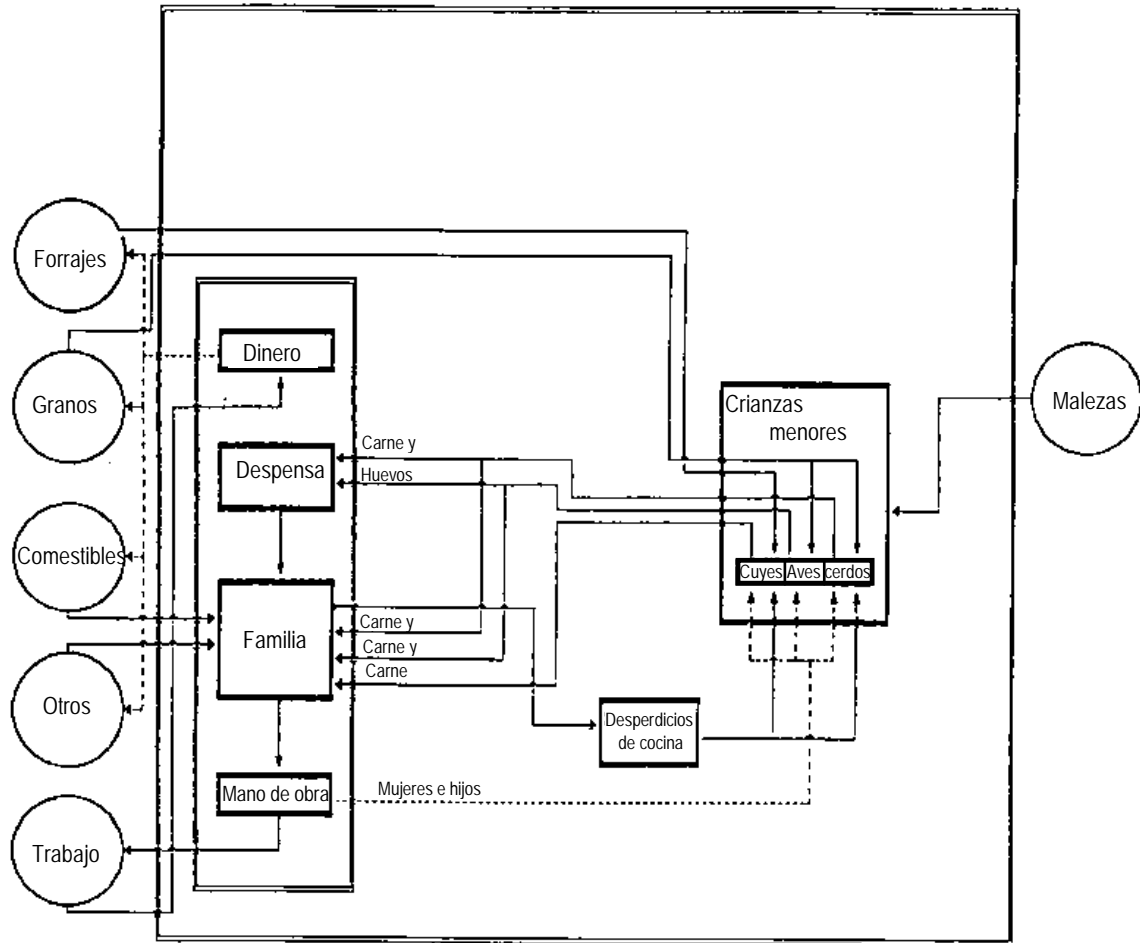 Forrajes
Granos
Comestibles
Otros
Trabajo
Dinero
Despensa
Familia
Mano de obra
Carne y
Huevos
Carne y
Carne y
Carne
Mujeres e hijos
Desperdicios
de cocina
Crianzas
menores
Cuyes Aves cerdos
Malezas